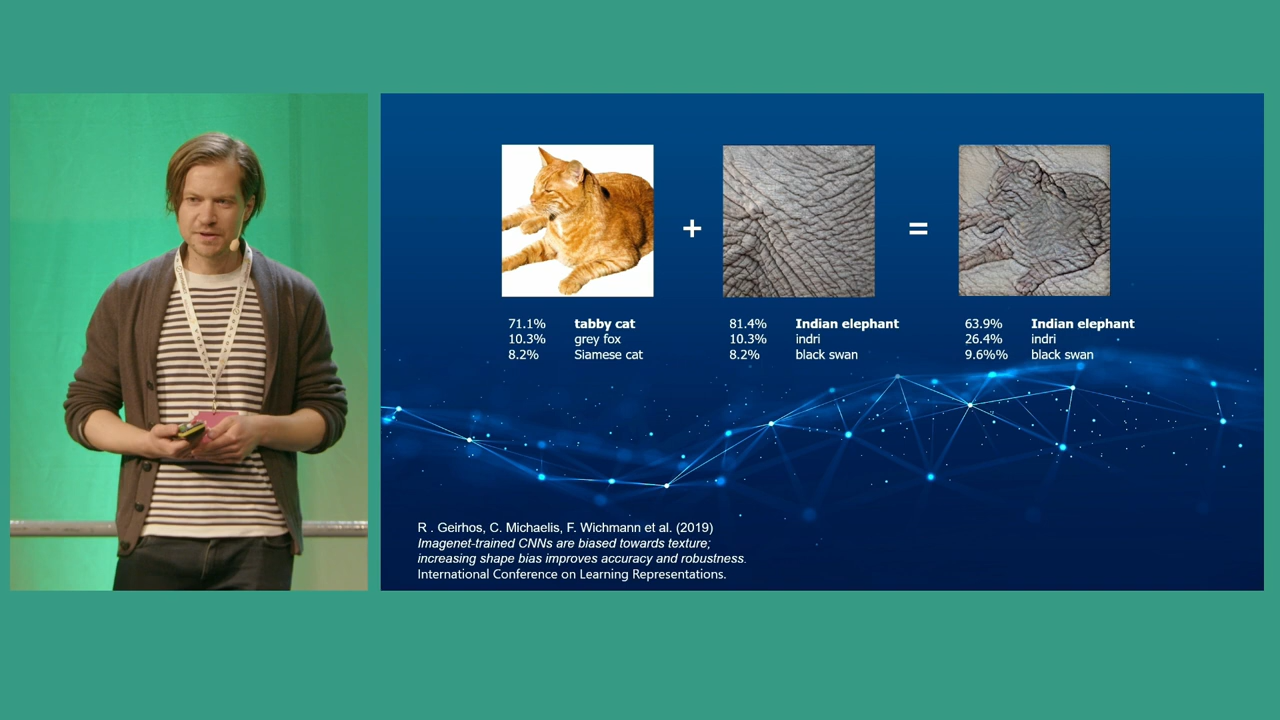 + =
71.1% tabby cat
10.3% grey fox
8.2% Siamese cat
81.4% Indian elephant
10.3% indri
8.2% black swan
63.9% Indian elephant
26.4% indri
9.6%% black swan
R . Geirhos, C. Michaelis, F. Wichmann et al. (2019)
Imagenet-trained CNNs are biased towards texture;
increasing shape bias improves accuracy and robustness.
International Conference on Learning Representations.